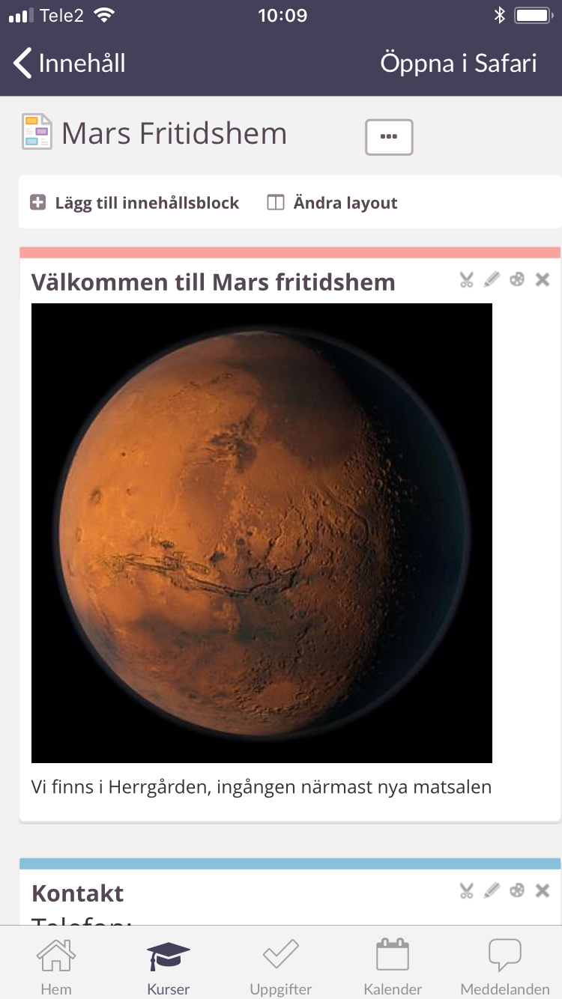 Tele2 10:09
Innehåll Öppna i Safari
Mars Fritidshem
Lägg till innehållsblock Ändra layout
Välkommen till Mars fritidshem
Vi finns i Herrgården, ingången närmast nya matsalen
Kontakt
Telefon:
Hem Kurser Uppgifter Kalender Meddelanden